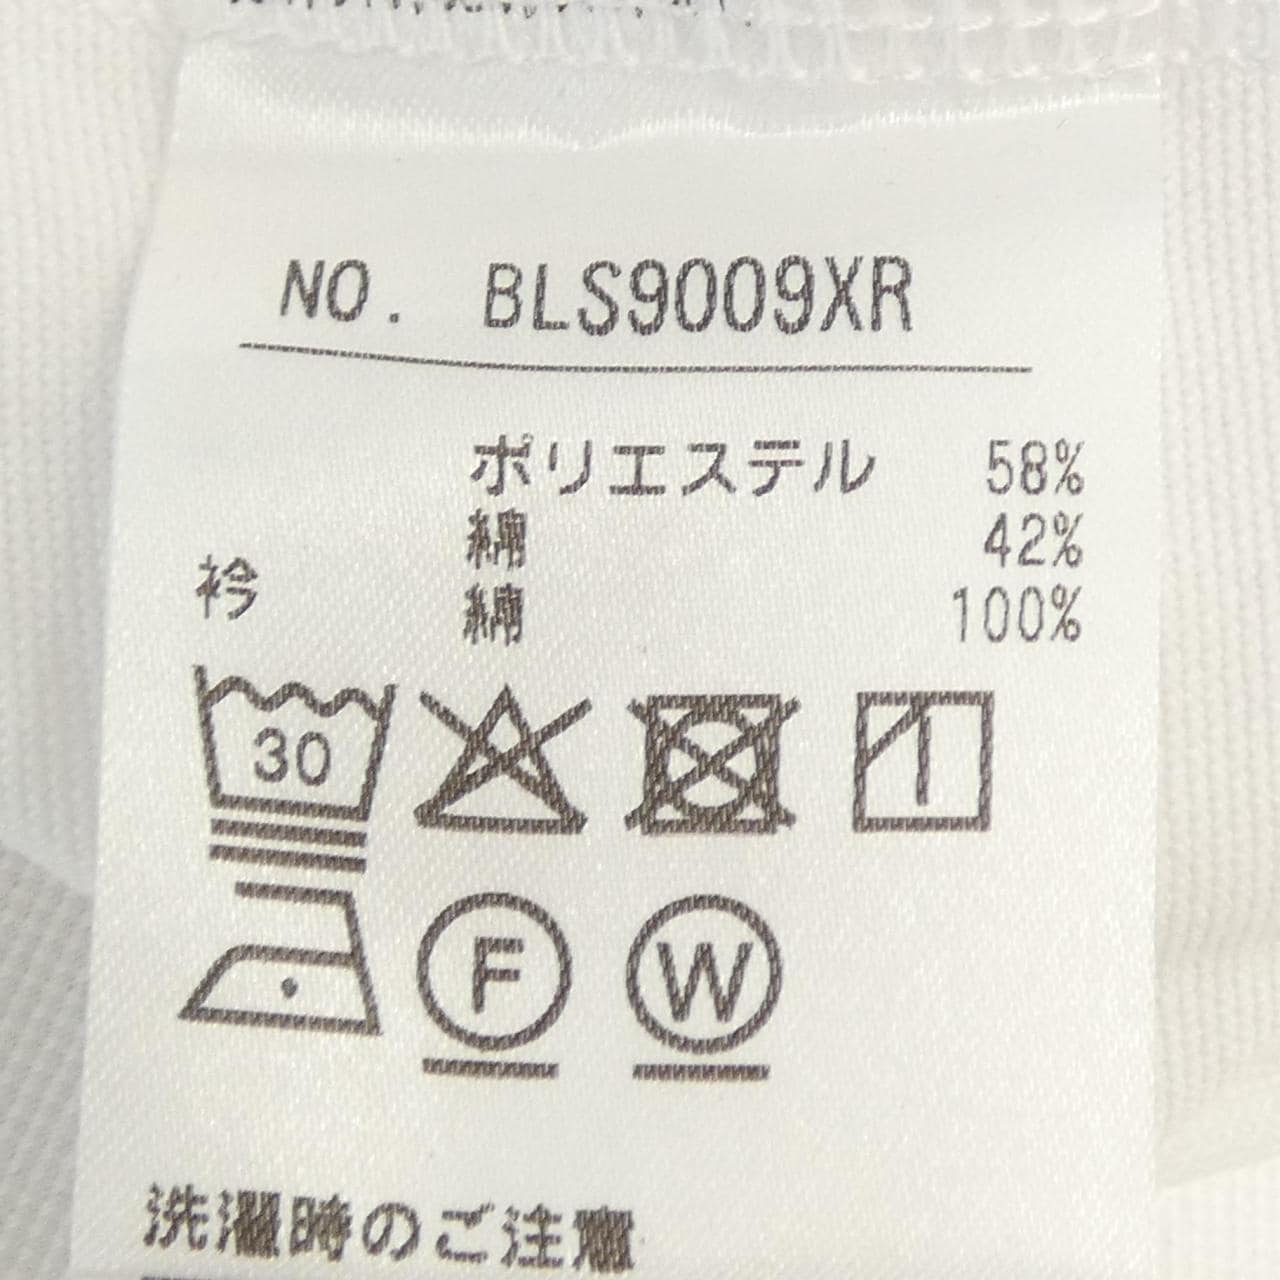 NO. BLS9009XR
ポリエステル 58%
綿 42%
衿 綿 100%
30
F W
洗濯時のご注意